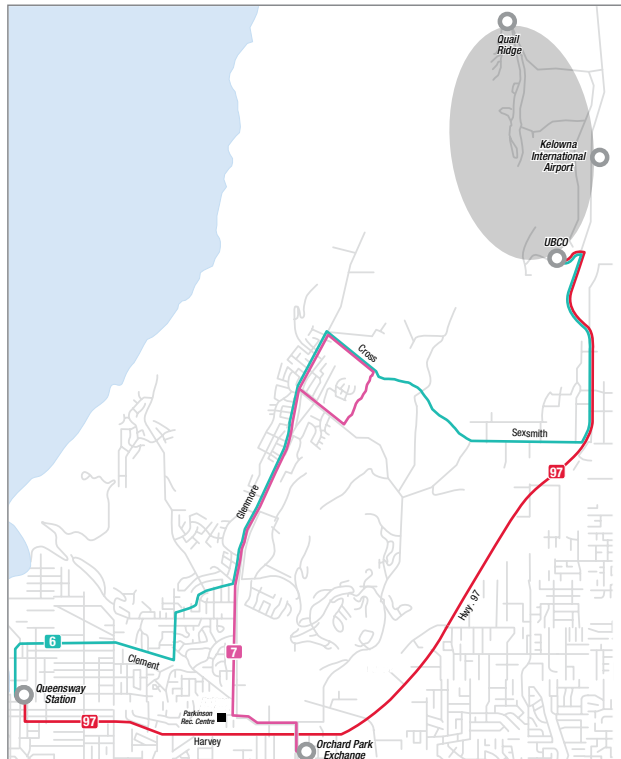 Quail
Ridge
Kelowna
International
Airport
UBCO
Cross
Sexsmith
97
Glenmore
Hwy. 97
6
Clement
7
Queensway
Station
Parkinson
Rec. Centre
97
Harvey
Orchard Park
Exchange